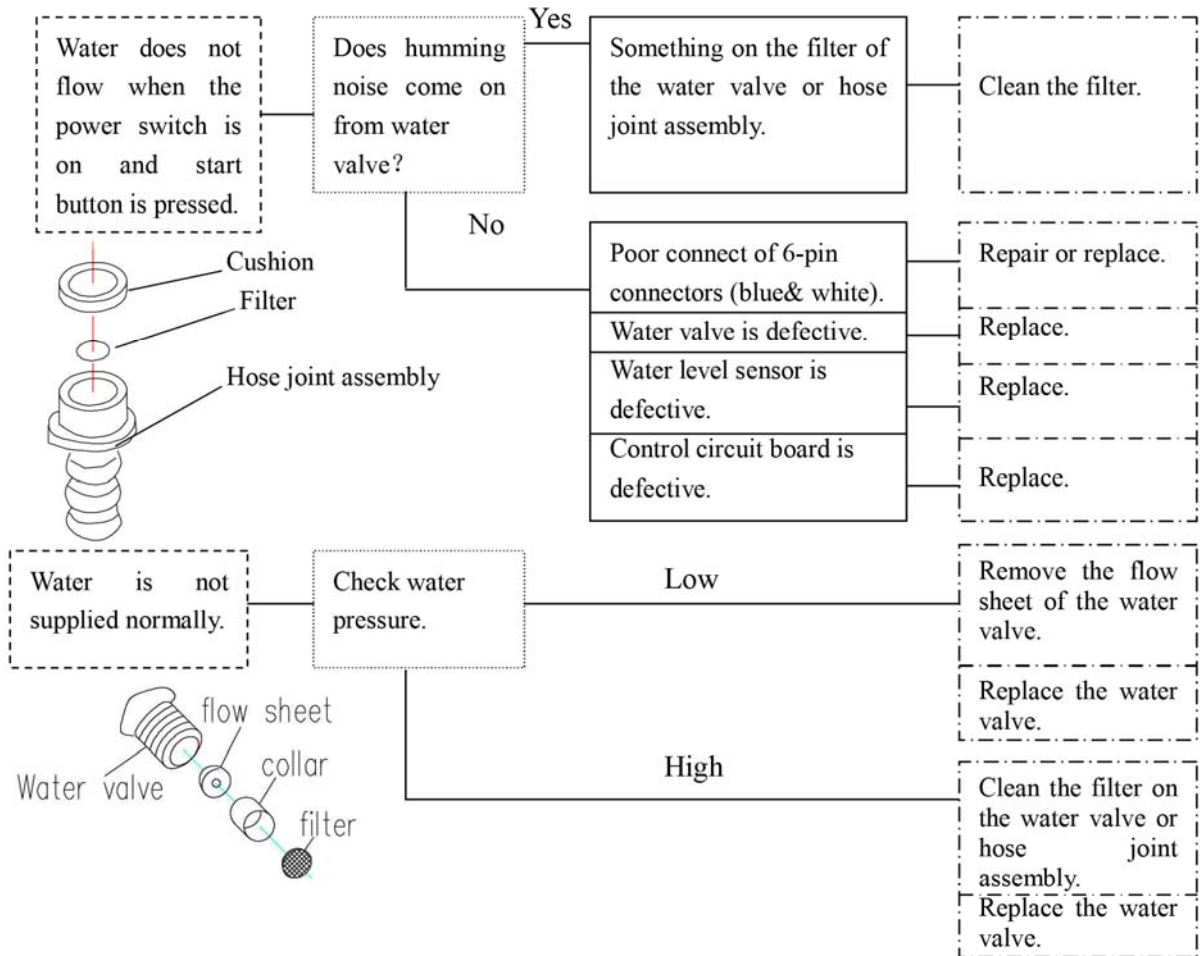 Water does not
flow when the
power switch is
on and start
button is pressed.
Does humming
noise come on
from water
valve?
Yes
Something on the filter of
the water valve or hose
joint assembly.
Clean the filter.
No
Poor connect of 6-pin
connectors (blue& white).
Repair or replace.
Water valve is defective.
Replace.
Water level sensor is
defective.
Replace.
Control circuit board is
defective.
Replace.
Cushion
Filter
Hose joint assembly
Water is not
supplied normally.
Check water
pressure.
Low
Remove the flow
sheet of the water
valve.
Replace the water
valve.
High
Clean the filter on
the water valve or
hose joint
assembly.
Replace the water
valve.
flow sheet
Water valve
collar
filter